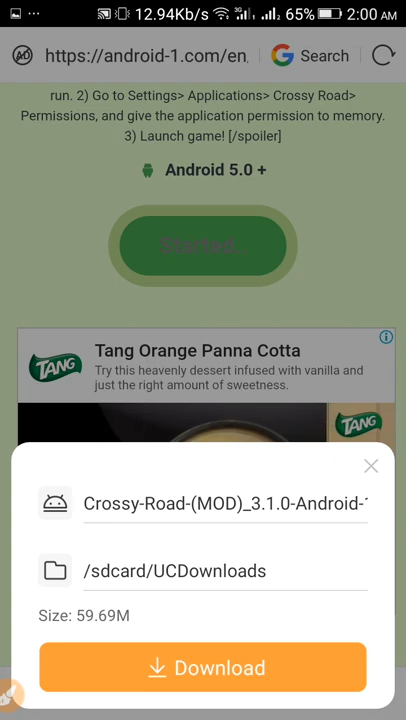 12.94Kb/s 3G 65% 2:00 AM
AD https://android-1.com/en, G Search
run. 2) Go to Settings> Applications> Crossy Road>
Permissions, and give the application permission to memory.
3) Launch game! [/spoiler]
Android 5.0 +
Started..
TANG
Tang Orange Panna Cotta
Try this heavenly dessert infused with vanilla and
just the right amount of sweetness.
TANG
Crossy-Road-(MOD)_3.1.0-Android-
/sdcard/UCDownloads
Size: 59.69M
Download